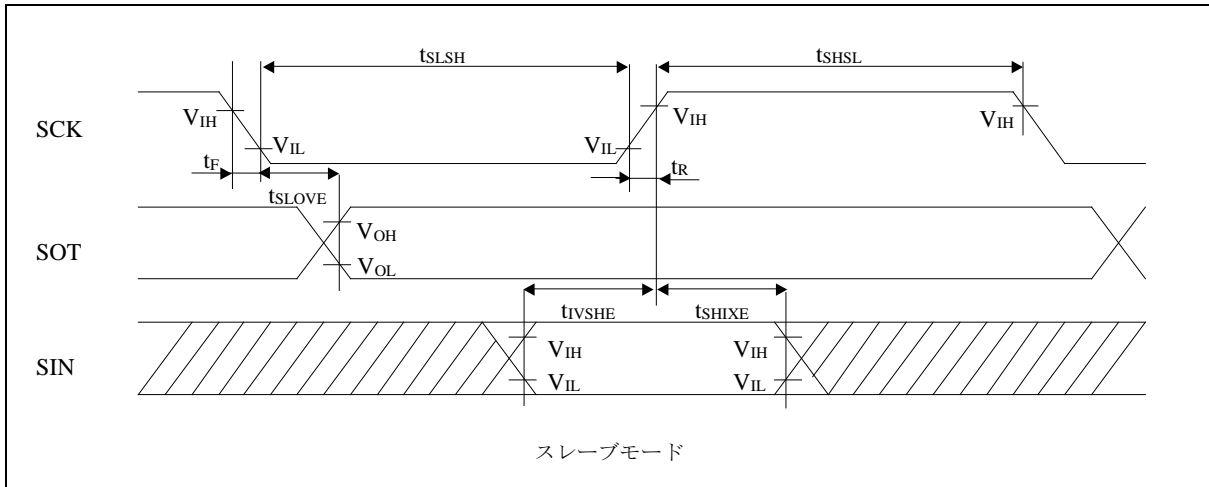 tSLSH
tSHSL
SCK
VIH
VIL
VIL
VIH
VIH
tF
tR
tSLOVE
SOT
VOH
VOL
tIVSHE
tSHIXE
SIN
VIH
VIH
VIL
VIL
スレーブモード